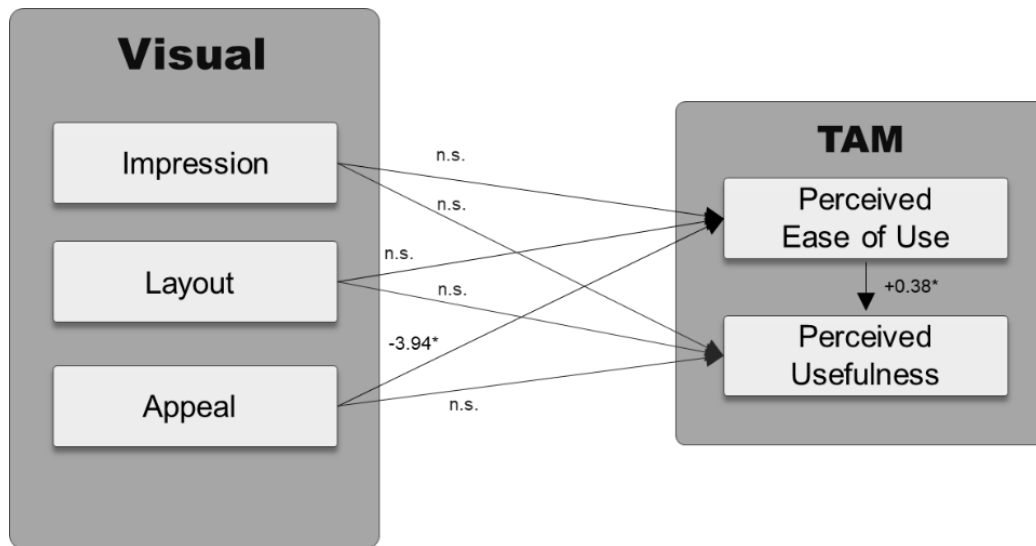 Visual
Impression
Layout
Appeal
n.s.
n.s.
n.s.
n.s.
-3.94*
n.s.
TAM
Perceived
Ease of Use
+0.38*
Perceived
Usefulness